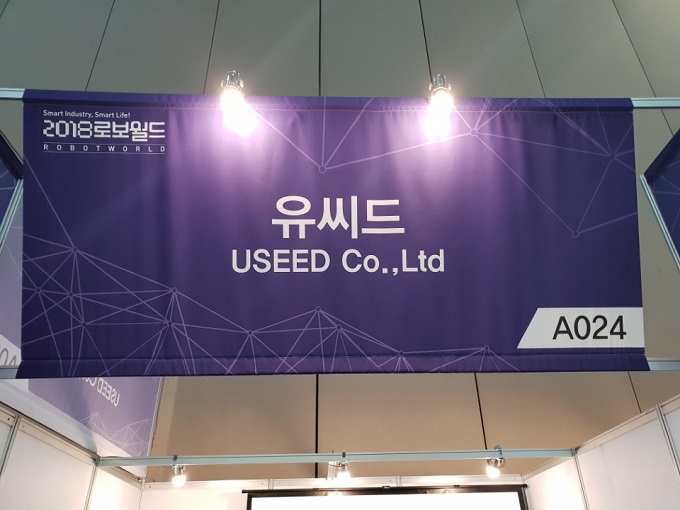 Smart Industry, Smart Life!
2018로보월드
ROBOTWORLD
유씨드
USEED Co.,Ltd
A024